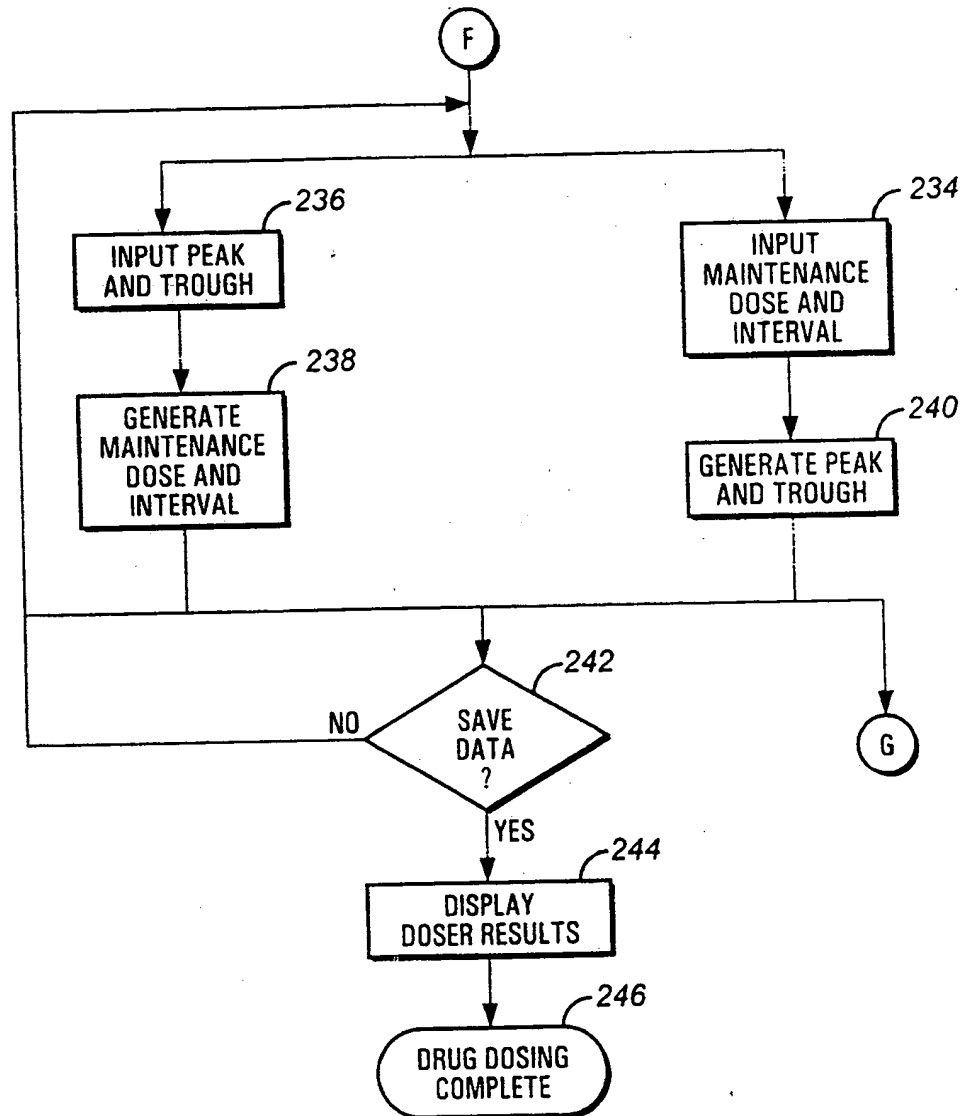 F
236
INPUT PEAK
AND TROUGH
234
INPUT
MAINTENANCE
DOSE AND
INTERVAL
238
GENERATE
MAINTENANCE
DOSE AND
INTERVAL
240
GENERATE PEAK
AND TROUGH
242
NO
SAVE
DATA
?
G
YES
244
DISPLAY
DOSER RESULTS
246
DRUG DOSING
COMPLETE